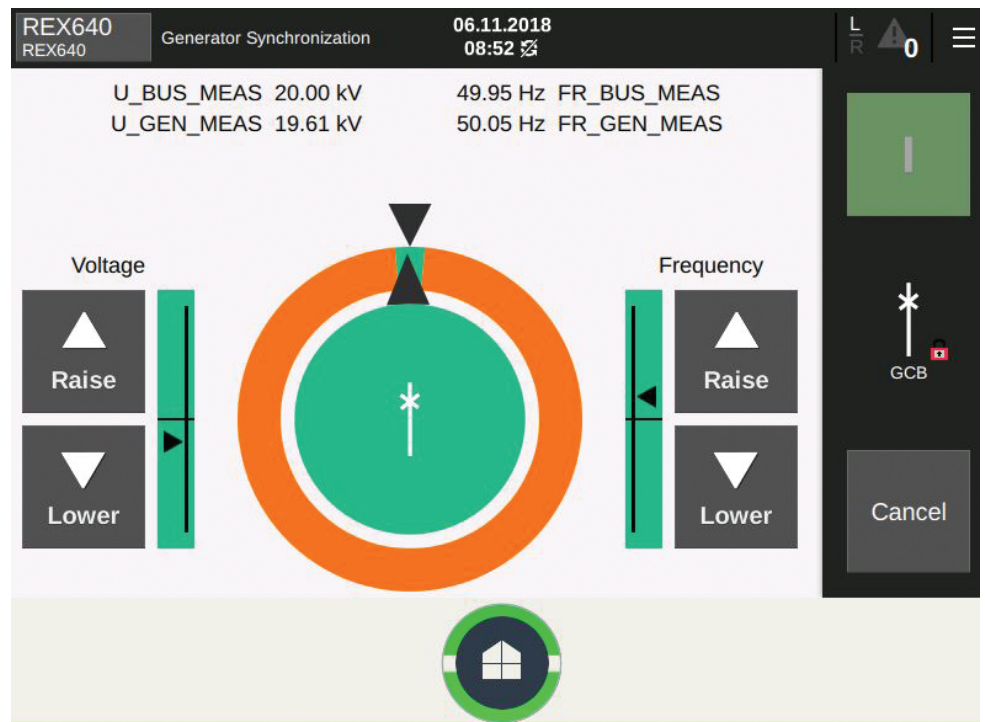 REX640
REX640
Generator Synchronization
06.11.2018
08:52
L
R
0
U_BUS_MEAS 20.00 kV 49.95 Hz FR_BUS_MEAS
U_GEN_MEAS 19.61 kV 50.05 Hz FR_GEN_MEAS
I
Voltage
Frequency
Raise
Raise
GCB
Lower
Lower
Cancel